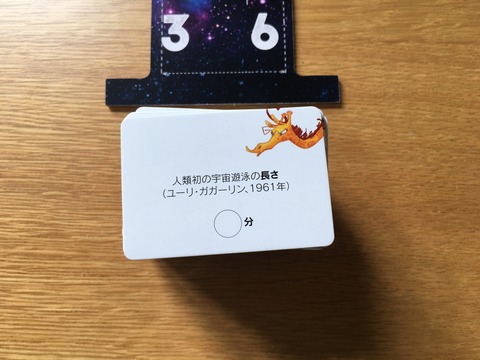 3 6
人類初の宇宙遊泳の長さ
(ユーリ・ガガーリン、1961年)
分